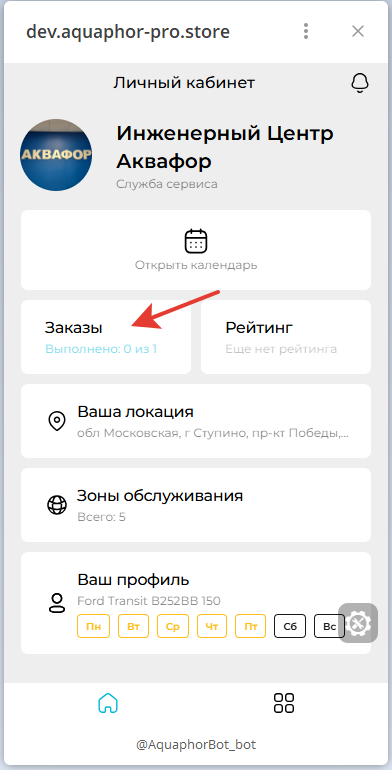 dev.aquaphor-pro.store
Личный кабинет
АКВАФОР
Инженерный Центр
Аквафор
Служба сервиса
Открыть календарь
Заказы
Выполнено: 0 из 1
Рейтинг
Еще нет рейтинга
Ваша локация
обл Московская, г Ступино, пр-кт Победы,...
Зоны обслуживания
Всего: 5
Ваш профиль
Ford Transit B252BB 150
Пн Вт Ср Чт Пт Сб Вс
@AquaphorBot_bot